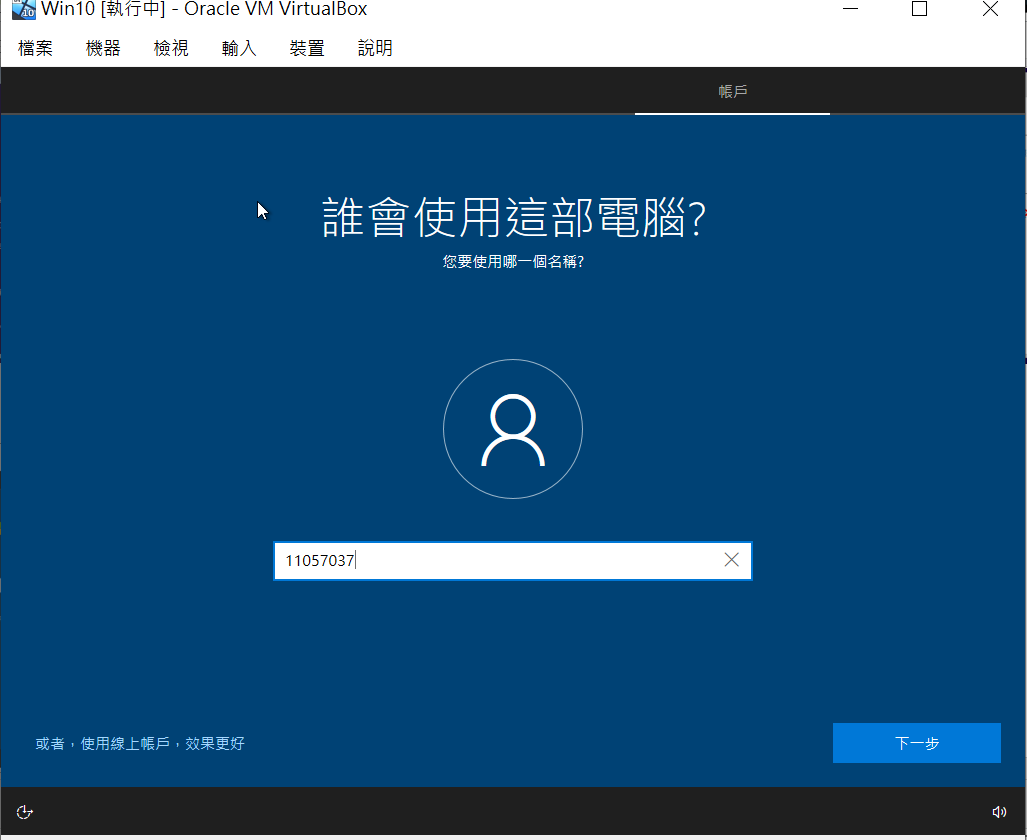 Win10 [執行中] - Oracle VM VirtualBox
檔案 機器 檢視 輸入 裝置 說明
帳戶
誰會使用這部電腦?
您要使用哪一個名稱?
11057037
或者，使用線上帳戶，效果更好
下一步